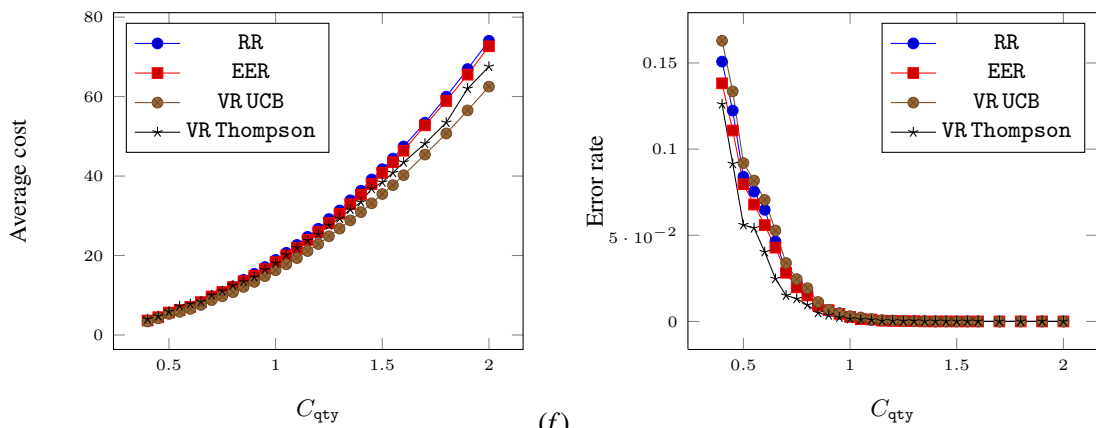 80
60
40
20
0
0.5 1 1.5 2
Average cost
C_qty
RR
EER
VR UCB
VR Thompson
0.15
0.1
5 · 10⁻²
0
0.5 1 1.5 2
Error rate
C_qty
RR
EER
VR UCB
VR Thompson